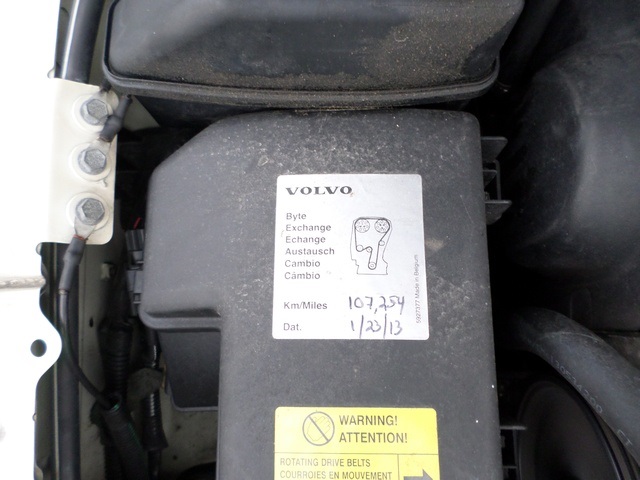 VOLVO
Byte
Exchange
Echange
Austausch
Cambio
Cámbio
Km/Miles 107,254
Dat. 1/23/13
Made in Belgium
WARNING!
ATTENTION!
ROTATING DRIVE BELTS
COURROIES EN MOUVEMENT